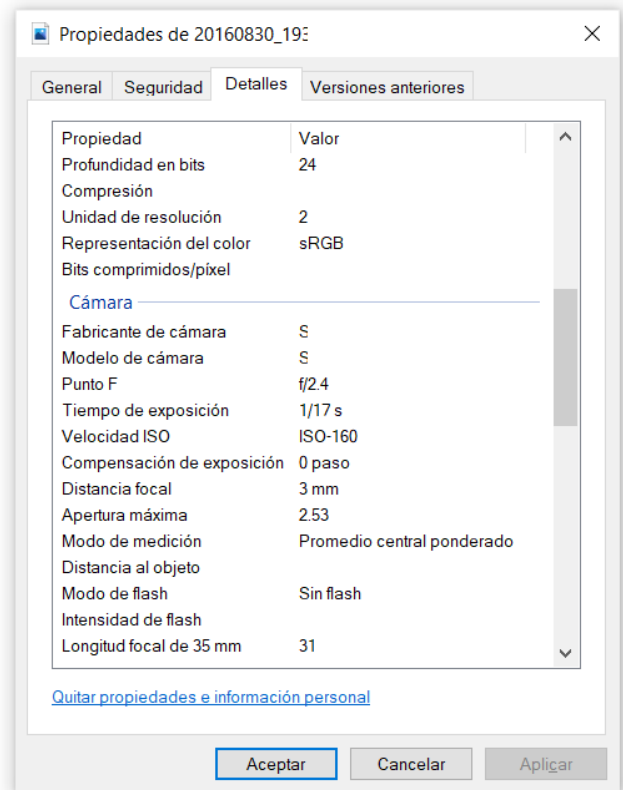 Propiedades de 20160830_193
General Seguridad Detalles Versiones anteriores
Propiedad Valor
Profundidad en bits 24
Compresión
Unidad de resolución 2
Representación del color sRGB
Bits comprimidos/píxel
Cámara
Fabricante de cámara S
Modelo de cámara S
Punto F f/2.4
Tiempo de exposición 1/17 s
Velocidad ISO ISO-160
Compensación de exposición 0 paso
Distancia focal 3 mm
Apertura máxima 2.53
Modo de medición Promedio central ponderado
Distancia al objeto
Modo de flash Sin flash
Intensidad de flash
Longitud focal de 35 mm 31
Quitar propiedades e información personal
Aceptar Cancelar Aplicar